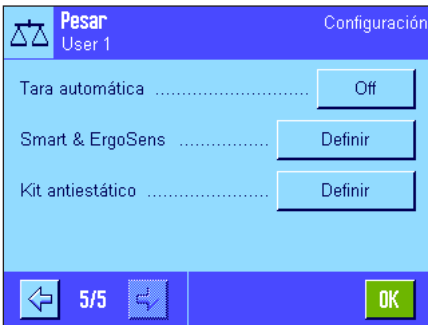 Pesar
Configuración
User 1
Tara automática ............................ Off
Smart & ErgoSens ................ Definir
Kit antiestático ..................... Definir
5/5
OK